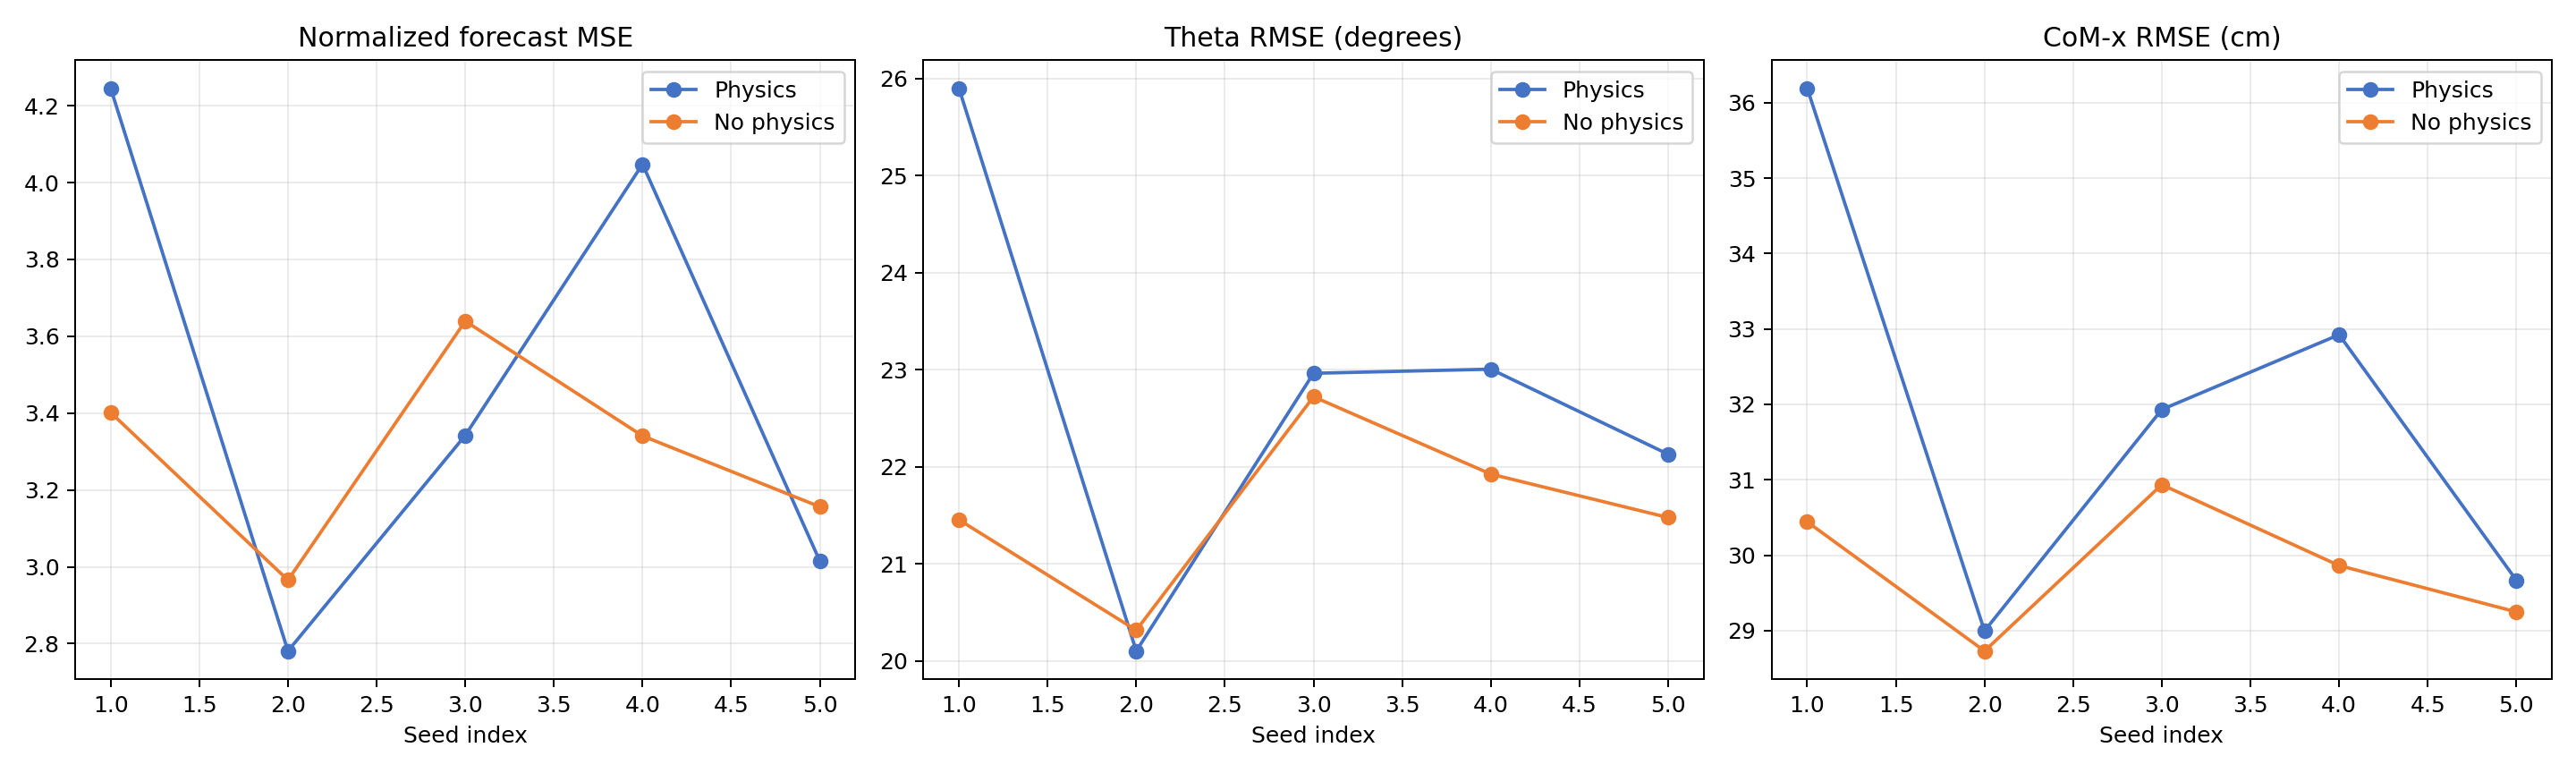 Normalized forecast MSE
Physics
No physics
4.2
4.0
3.8
3.6
3.4
3.2
3.0
2.8
1.0 1.5 2.0 2.5 3.0 3.5 4.0 4.5 5.0
Seed index
Theta RMSE (degrees)
Physics
No physics
26
25
24
23
22
21
20
1.0 1.5 2.0 2.5 3.0 3.5 4.0 4.5 5.0
Seed index
CoM-x RMSE (cm)
Physics
No physics
36
35
34
33
32
31
30
29
1.0 1.5 2.0 2.5 3.0 3.5 4.0 4.5 5.0
Seed index